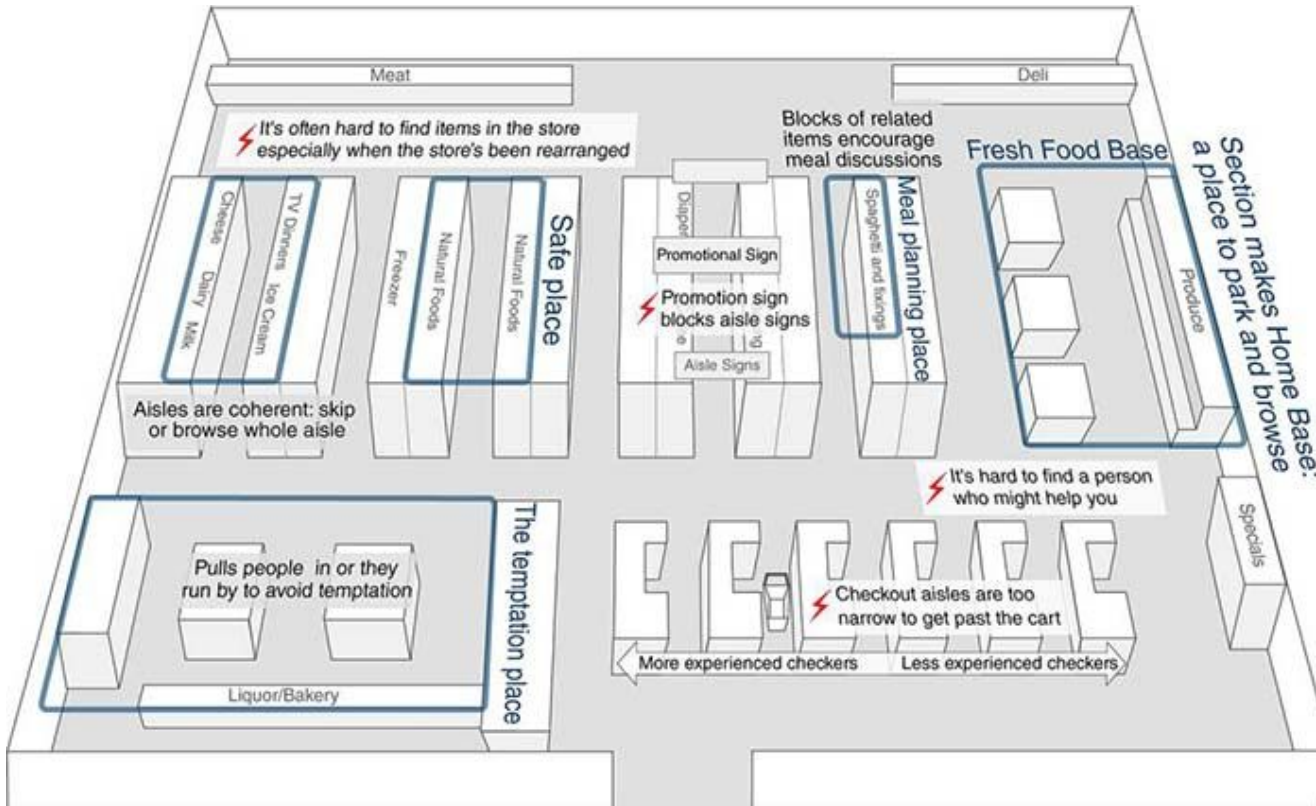 Meat
Deli
It's often hard to find items in the store
especially when the store's been rearranged
Blocks of related
items encourage
meal discussions
Fresh Food Base
Section makes Home Base:
a place to park and browse
Cheese Dairy Milk
TV Dinners Ice Cream
Freezer
Natural Foods
Natural Foods
Safe place
Diaper
Promotional Sign
Promotion sign
blocks aisle signs
Aisle Signs
Spaghetti and fixings
Meal planning place
Produce
Aisles are coherent: skip
or browse whole aisle
It's hard to find a person
who might help you
Specials
Pulls people in or they
run by to avoid temptation
The temptation place
Liquor/Bakery
Checkout aisles are too
narrow to get past the cart
More experienced checkers
Less experienced checkers